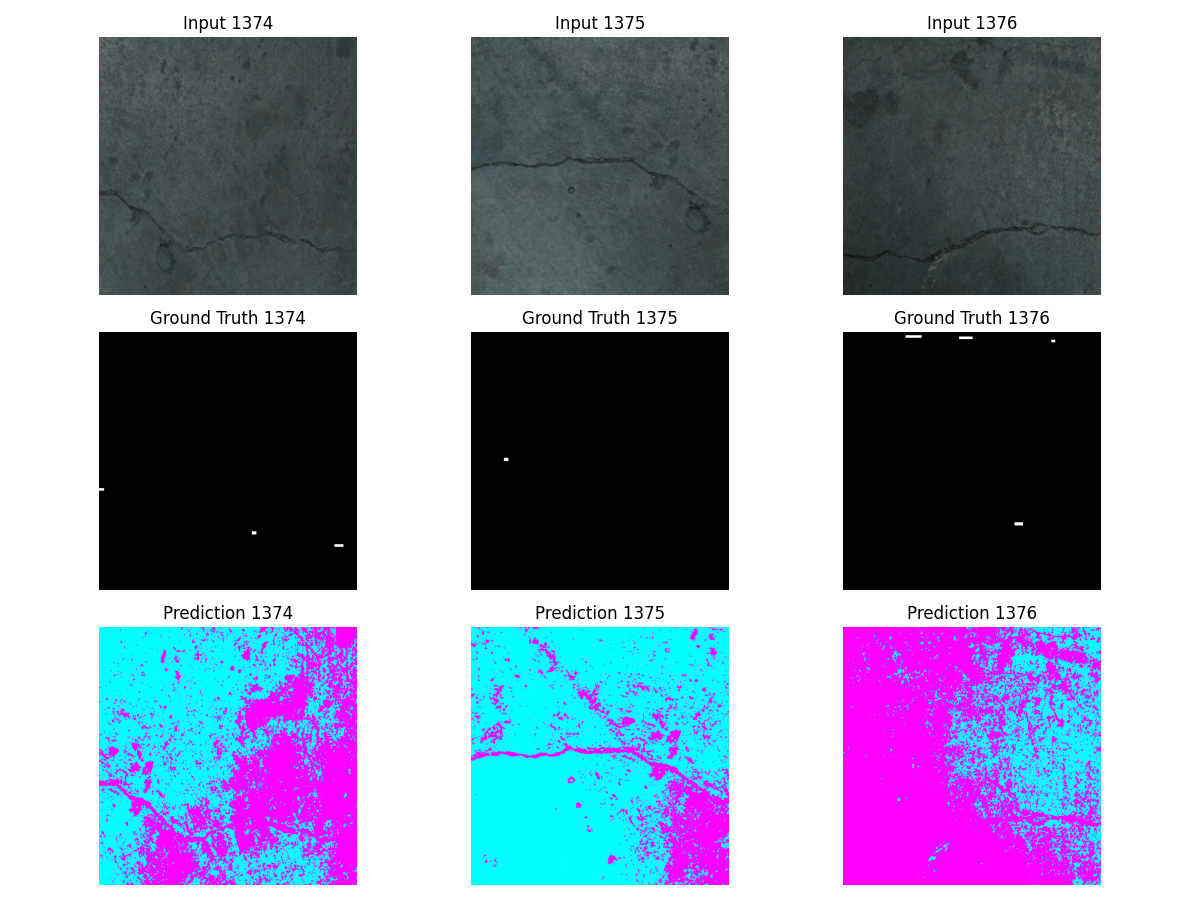 Input 1374
Input 1375
Input 1376
Ground Truth 1374
Ground Truth 1375
Ground Truth 1376
Prediction 1374
Prediction 1375
Prediction 1376